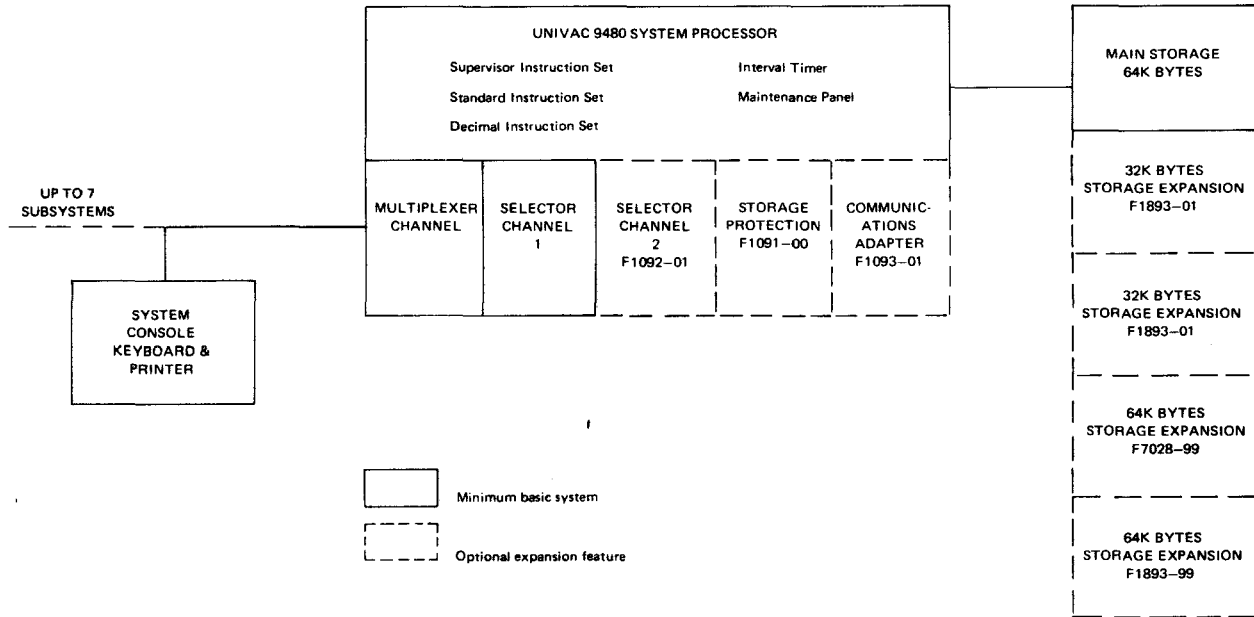 UNIVAC 9480 SYSTEM PROCESSOR
Supervisor Instruction Set
Standard Instruction Set
Decimal Instruction Set
Interval Timer
Maintenance Panel
MAIN STORAGE
64K BYTES
UP TO 7
SUBSYSTEMS
MULTIPLEXER
CHANNEL
SELECTOR
CHANNEL
1
SELECTOR
CHANNEL
2
F1092-01
STORAGE
PROTECTION
F1091-00
COMMUNIC-
ATIONS
ADAPTER
F1093-01
32K BYTES
STORAGE EXPANSION
F1893-01
32K BYTES
STORAGE EXPANSION
F1893-01
64K BYTES
STORAGE EXPANSION
F7028-99
64K BYTES
STORAGE EXPANSION
F1893-99
SYSTEM
CONSOLE
KEYBOARD &
PRINTER
Minimum basic system
Optional expansion feature